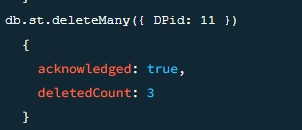 }
db.st.deleteMany({ DPid: 11 })
{
acknowledged: true,
deletedCount: 3
}